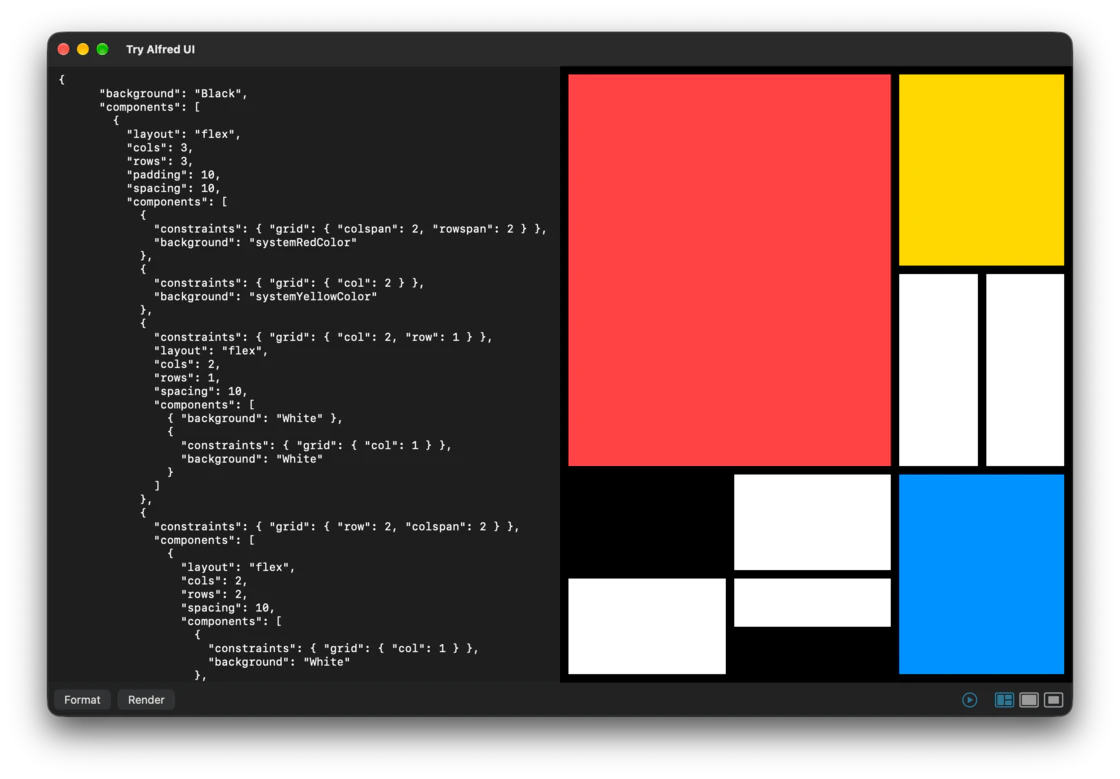 Try Alfred UI
{
"background": "Black",
"components": [
{
"layout": "flex",
"cols": 3,
"rows": 3,
"padding": 10,
"spacing": 10,
"components": [
{
"constraints": { "grid": { "colspan": 2, "rowspan": 2 } },
"background": "systemRedColor"
},
{
"constraints": { "grid": { "col": 2 } },
"background": "systemYellowColor"
},
{
"constraints": { "grid": { "col": 2, "row": 1 } },
"layout": "flex",
"cols": 2,
"rows": 1,
"spacing": 10,
"components": [
{ "background": "White" },
{
"constraints": { "grid": { "col": 1 } },
"background": "White"
}
]
},
{
"constraints": { "grid": { "row": 2, "colspan": 2 } },
"components": [
{
"layout": "flex",
"cols": 2,
"rows": 2,
"spacing": 10,
"components": [
{
"constraints": { "grid": { "col": 1 } },
"background": "White"
},
Format Render